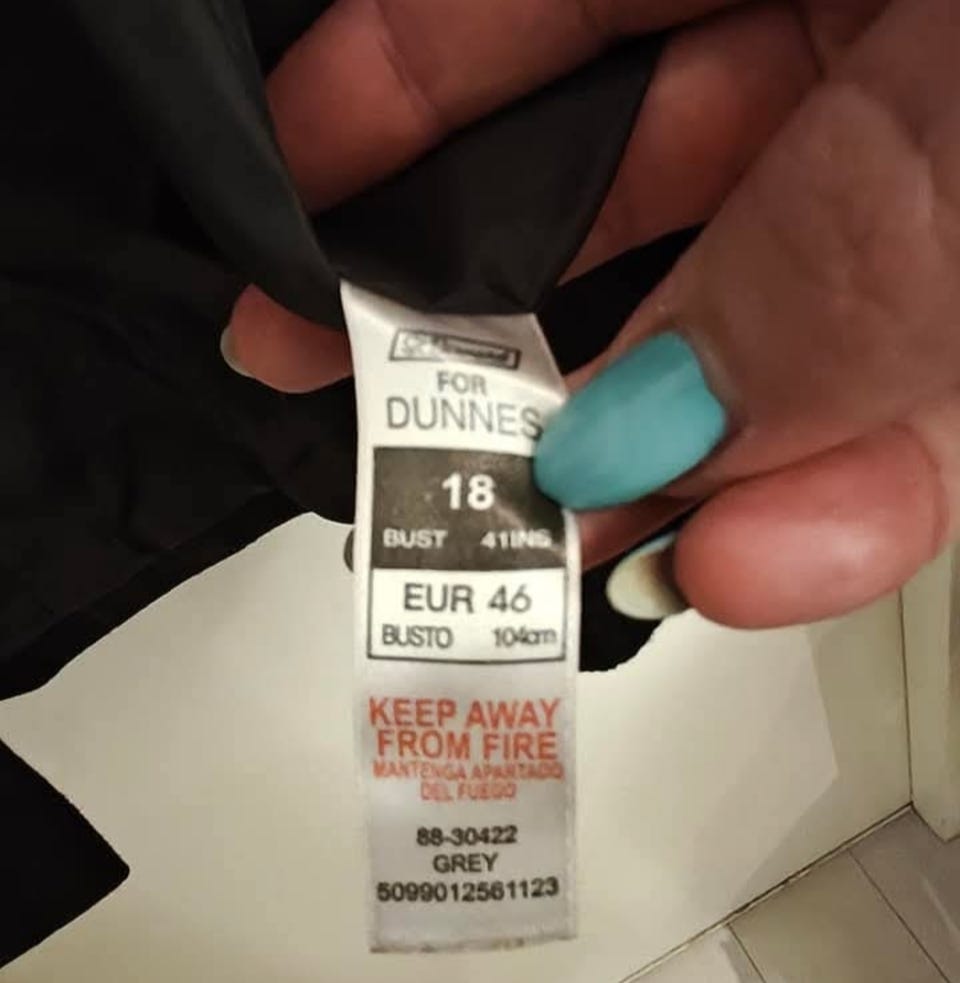 FOR
DUNNES
18
BUST 41INS
EUR 46
BUSTO 104cm
KEEP AWAY
FROM FIRE
MANTENGA APARTADO
DEL FUEGO
88-30422
GREY
5099012561123